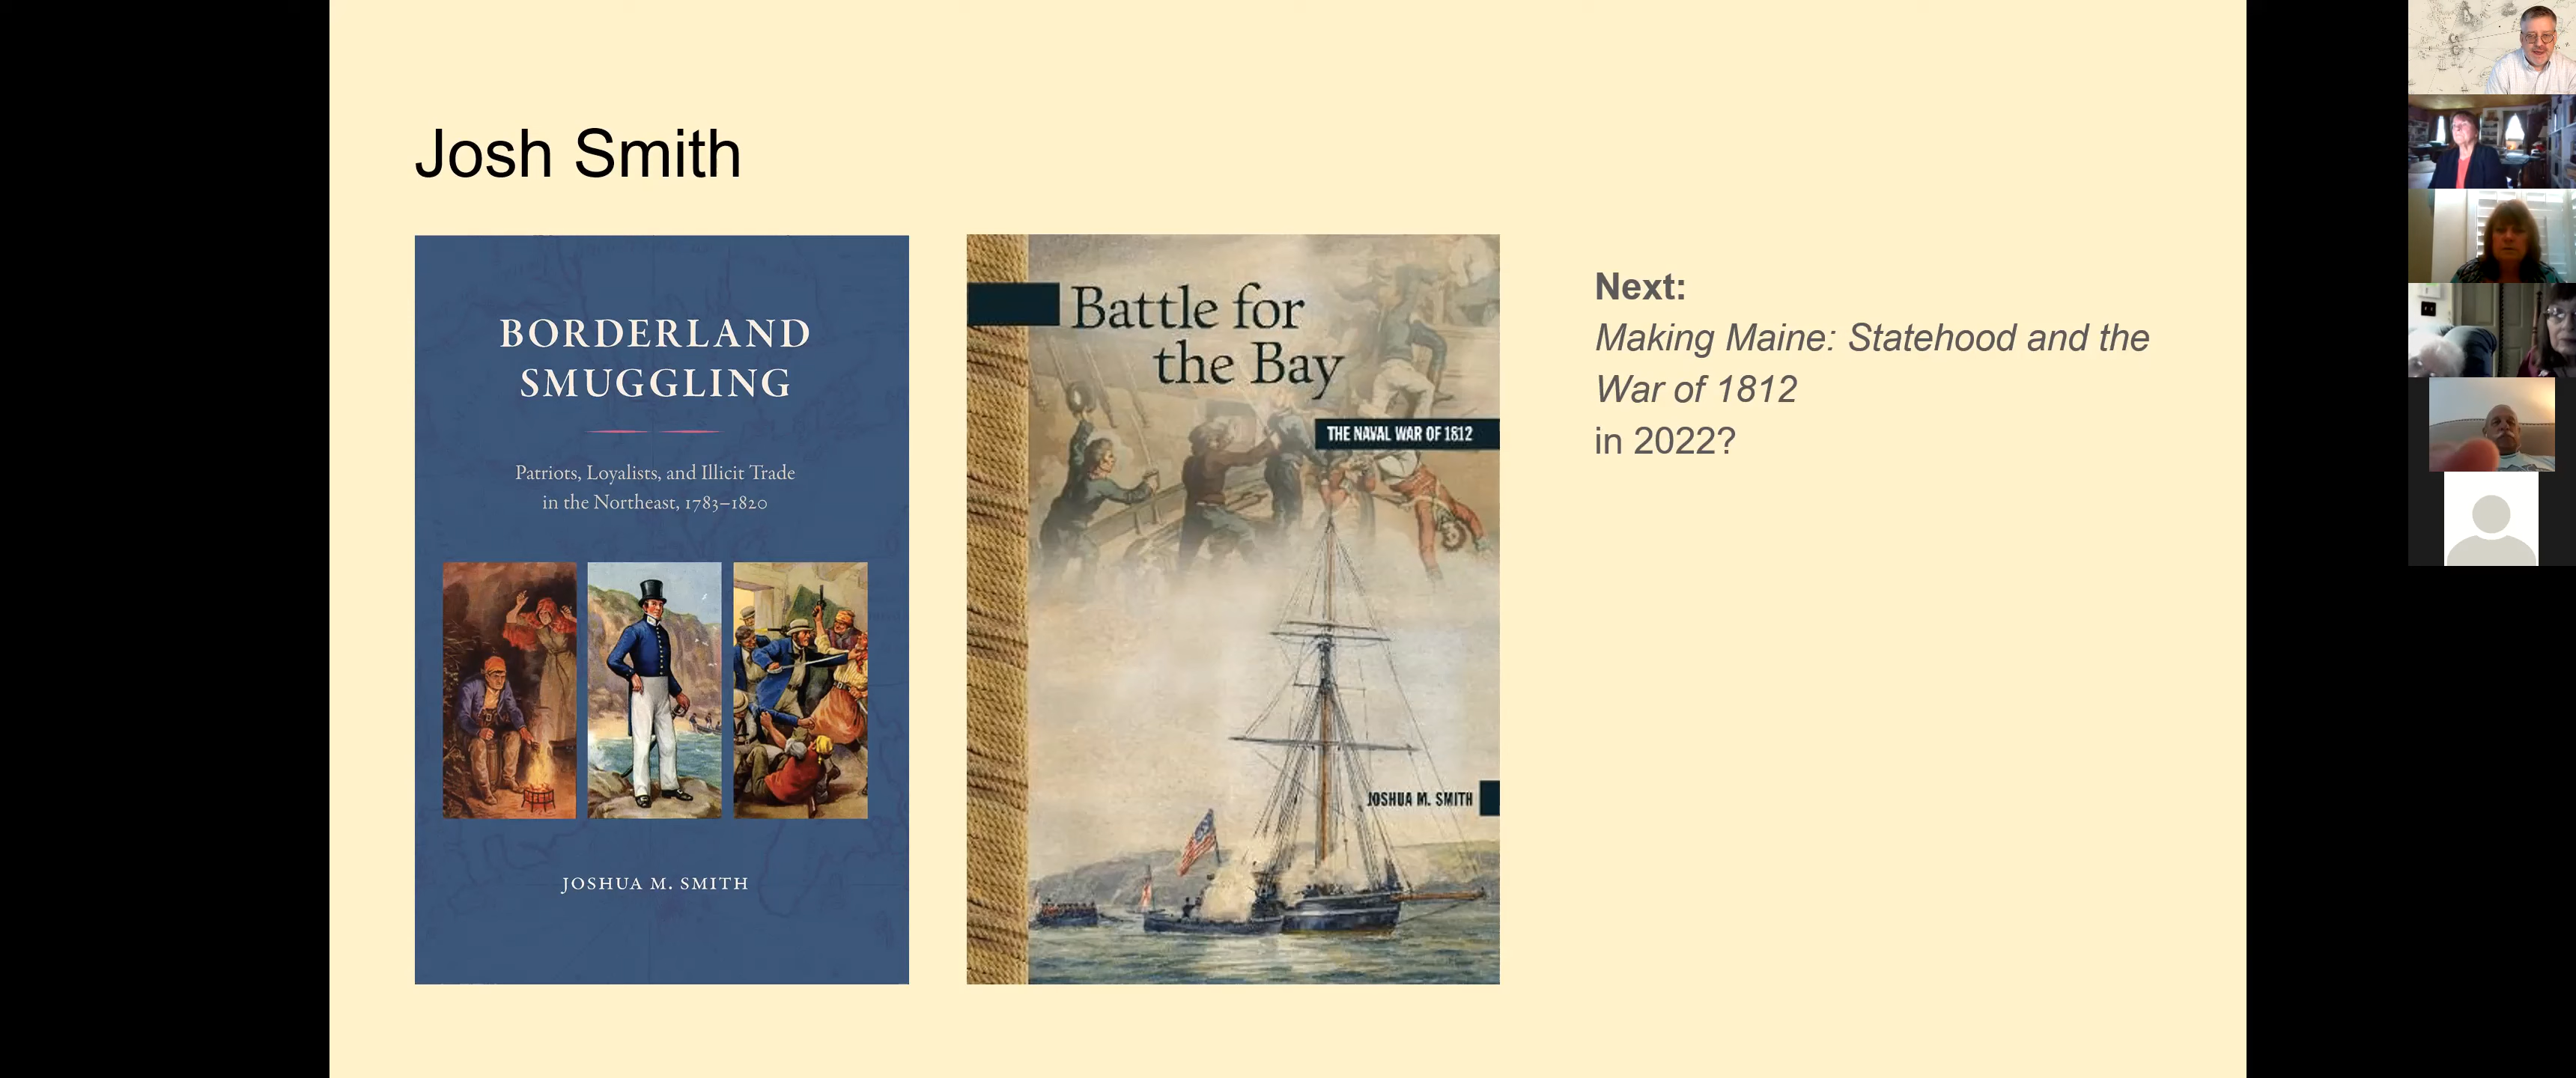 Josh Smith
BORDERLAND
SMUGGLING
Patriots, Loyalists, and Illicit Trade
in the Northeast, 1783–1820
JOSHUA M. SMITH
Battle for
the Bay
THE NAVAL WAR OF 1812
JOSHUA M. SMITH
Next:
Making Maine: Statehood and the
War of 1812
in 2022?